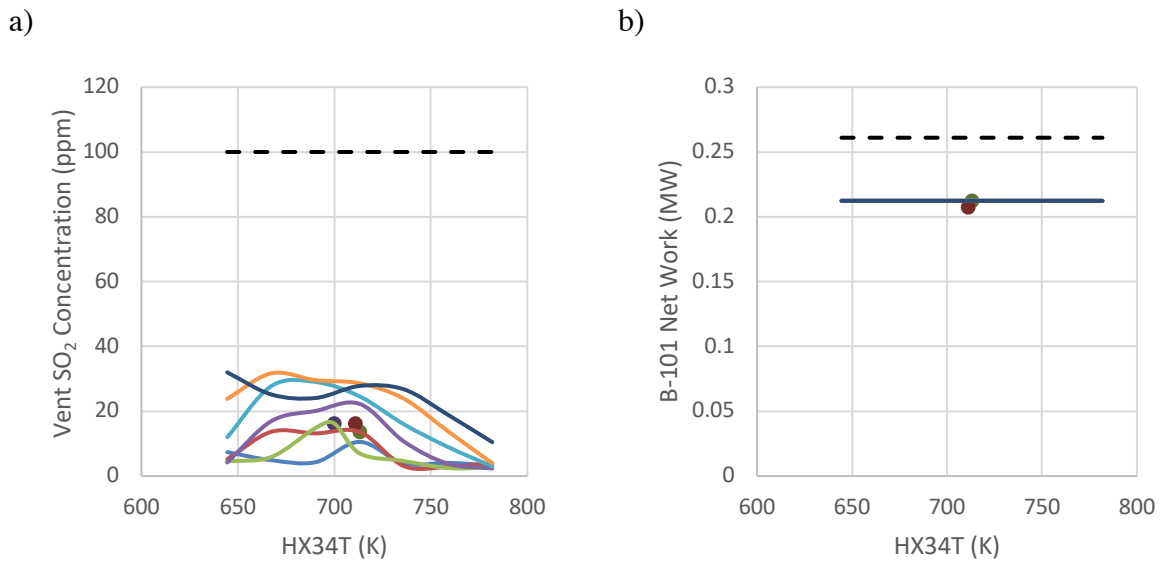 a)
120
100
80
60
40
20
0
Vent SO₂ Concentration (ppm)
600 650 700 750 800
HX34T (K)
b)
0.3
0.25
0.2
0.15
0.1
0.05
0
B-101 Net Work (MW)
600 650 700 750 800
HX34T (K)